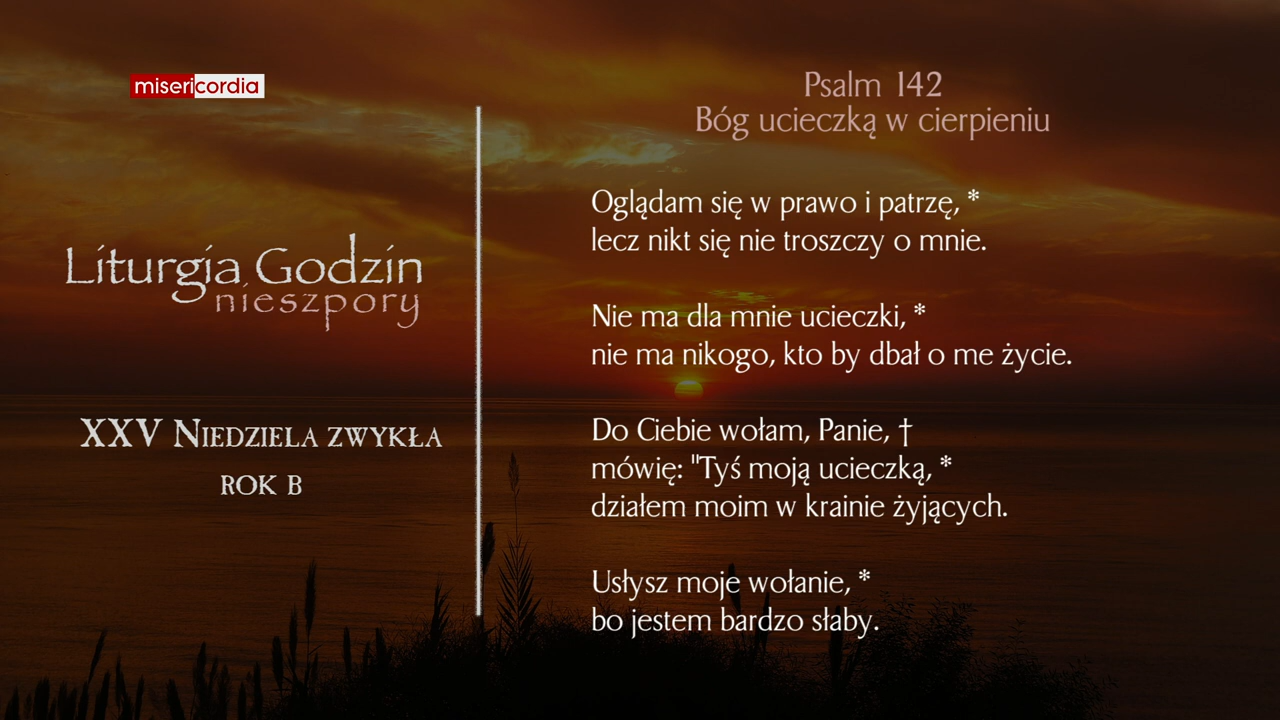 misericordia
Liturgia Godzin
nieszpory
XXV Niedziela zwykła
rok B
Psalm 142
Bóg ucieczką w cierpieniu
Oglądam się w prawo i patrzę, *
lecz nikt się nie troszczy o mnie.
Nie ma dla mnie ucieczki, *
nie ma nikogo, kto by dbał o me życie.
Do Ciebie wołam, Panie, †
mówię: "Tyś moją ucieczką, *
działem moim w krainie żyjących.
Usłysz moje wołanie, *
bo jestem bardzo słaby.